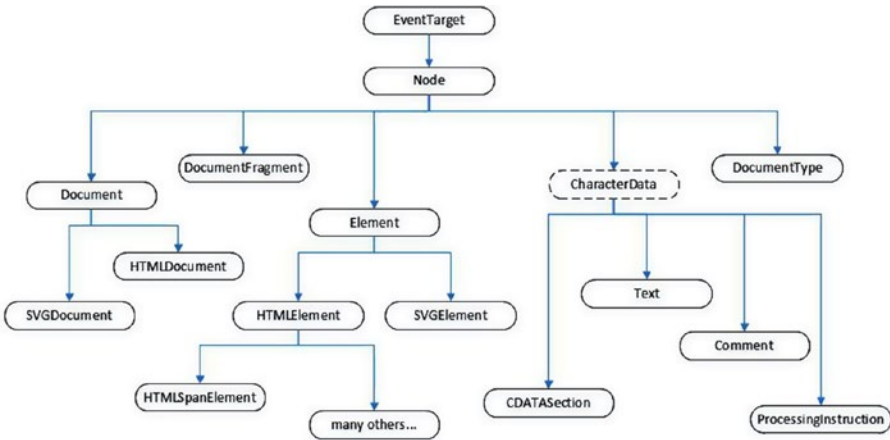 EventTarget
Node
DocumentFragment
DocumentType
Document
CharacterData
Element
HTMLDocument
Text
SVGDocument
HTMLElement
SVGElement
Comment
HTMLSpanElement
CDATASection
many others...
ProcessingInstruction